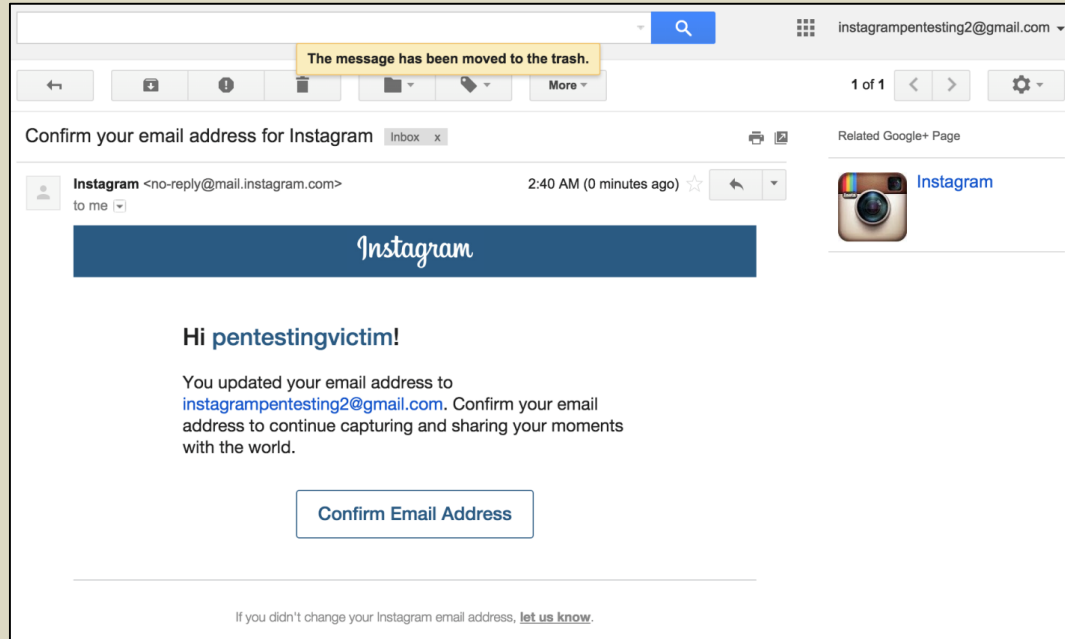 instagrampentesting2@gmail.com
The message has been moved to the trash.
More
1 of 1
Confirm your email address for Instagram
Inbox x
Related Google+ Page
Instagram <no-reply@mail.instagram.com>
2:40 AM (0 minutes ago)
to me
Instagram
Instagram
Hi pentestingvictim!
You updated your email address to
instagrampentesting2@gmail.com. Confirm your email
address to continue capturing and sharing your moments
with the world.
Confirm Email Address
If you didn't change your Instagram email address, let us know.